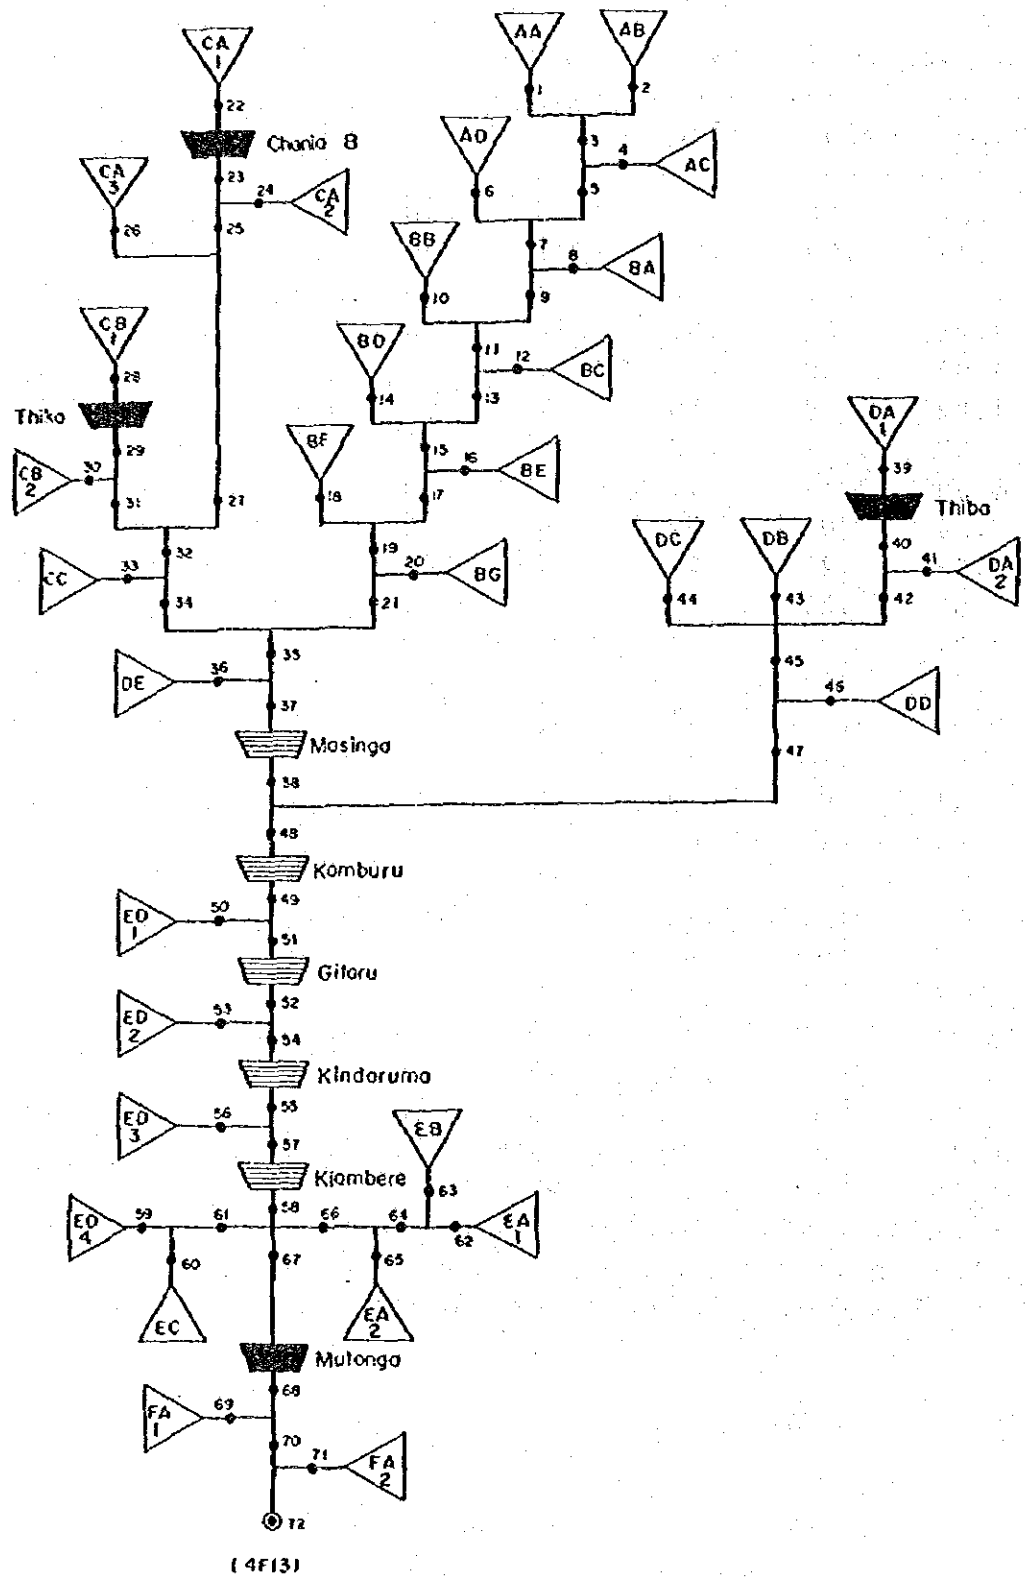 CA
1
AA
AB
1
2
22
Chania 8
AD
3
4
AC
CA
3
23
24
CA
2
6
5
26
25
BB
7
8
BA
10
9
CB
1
BD
11
12
BC
28
14
13
DA
1
Thika
BF
15
16
BE
29
39
CB
2
30
18
17
31
27
Thiba
DC
DB
32
19
40
CC
33
20
BG
41
DA
2
34
21
44
43
42
35
DE
36
45
46
DD
37
Masinga
47
38
48
Kamburu
49
ED
1
50
51
Gitaru
52
ED
2
53
54
Kindaruma
55
ED
3
56
EB
57
Kiambere
63
58
ED
4
59
61
66
64
62
EA
1
60
67
65
EC
EA
2
Mutonga
68
FA
1
69
70
71
FA
2
72
(4F13)